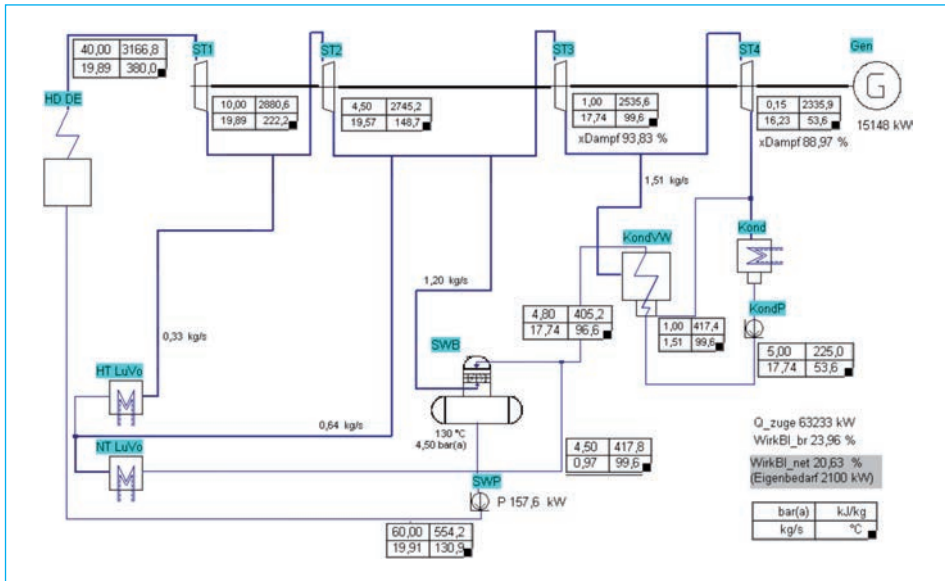 ST1
ST2
ST3
ST4
Gen
40,00 3166,8
19,89 380,0
HD DE
10,00 2880,6
19,89 222,2
4,50 2745,2
19,57 148,7
1,00 2535,6
17,74 99,6
xDampf 93,83 %
0,15 2335,9
16,23 53,6
xDampf 88,97 %
G
15148 kW
1,51 kg/s
KondVW
Kond
1,20 kg/s
0,33 kg/s
4,80 405,2
17,74 96,6
1,00 417,4
1,51 99,6
KondP
5,00 225,0
17,74 53,6
SWB
HT LuVo
0,64 kg/s
130 °C
4,50 bar(a)
NT LuVo
4,50 417,8
0,97 99,6
SWP
P 157,6 kW
60,00 554,2
19,91 130,9
Q_zuge 63233 kW
WirkBl_br 23,96 %
WirkBl_net 20,63 %
(Eigenbedarf 2100 kW)
bar(a) kJ/kg
kg/s °C